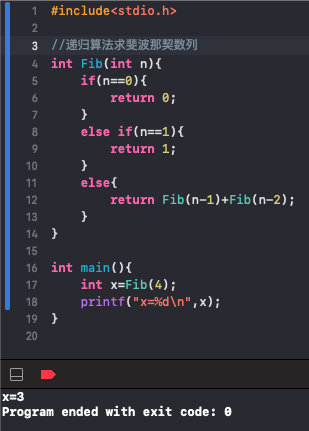 1 #include<stdio.h>
2
3 //递归算法求斐波那契数列
4 int Fib(int n){
5     if(n==0){
6         return 0;
7     }
8     else if(n==1){
9         return 1;
10     }
11     else{
12         return Fib(n-1)+Fib(n-2);
13     }
14 }
15
16 int main(){
17     int x=Fib(4);
18     printf("x=%d\n",x);
19 }
20
x=3
Program ended with exit code: 0